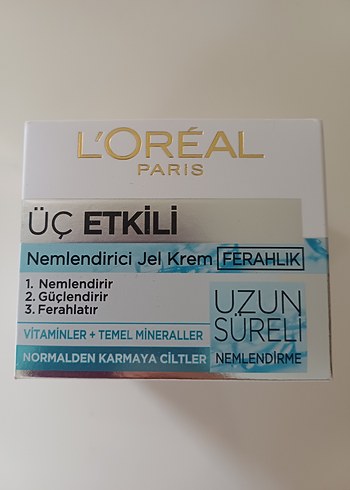 L'ORÉAL
PARIS
ÜÇ ETKİLİ
Nemlendirici Jel Krem FERAHLIK
1. Nemlendirir
2. Güçlendirir
3. Ferahlatır
VİTAMİNLER + TEMEL MİNERALLER
NORMALDEN KARMAYA CİLTLER
UZUN
SÜRELİ
NEMLENDİRME